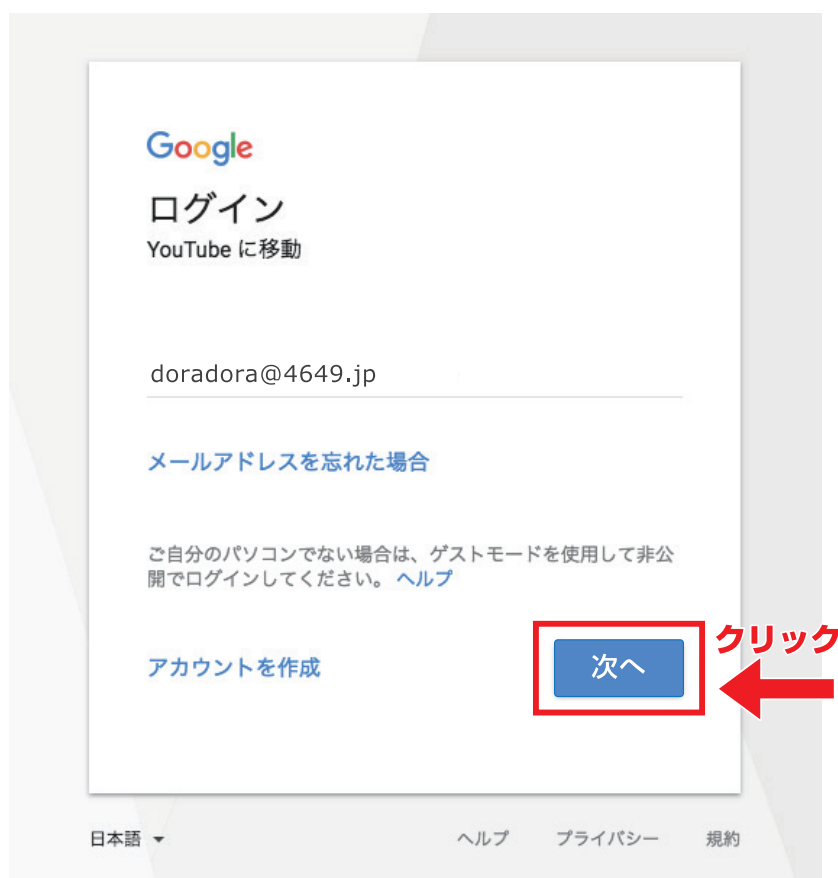 Google
ログイン
YouTube に移動
doradora@4649.jp
メールアドレスを忘れた場合
ご自分のパソコンでない場合は、ゲストモードを使用して非公
開でログインしてください。 ヘルプ
クリック
アカウントを作成
次へ
日本語
ヘルプ
プライバシー
規約